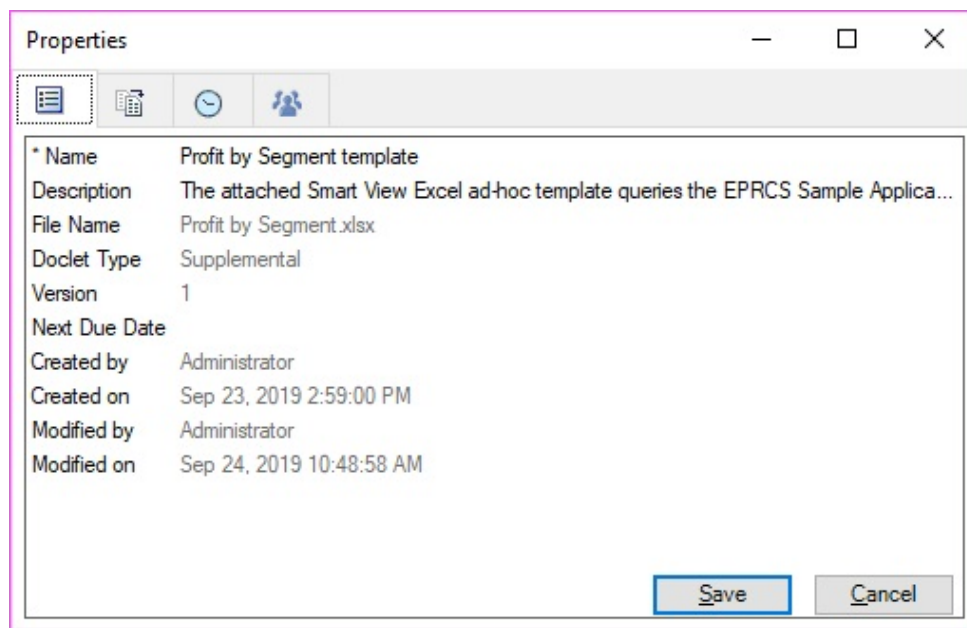 Properties
* Name Profit by Segment template
Description The attached Smart View Excel ad-hoc template queries the EPRCS Sample Applica...
File Name Profit by Segment.xlsx
Doclet Type Supplemental
Version 1
Next Due Date
Created by Administrator
Created on Sep 23, 2019 2:59:00 PM
Modified by Administrator
Modified on Sep 24, 2019 10:48:58 AM
Save Cancel